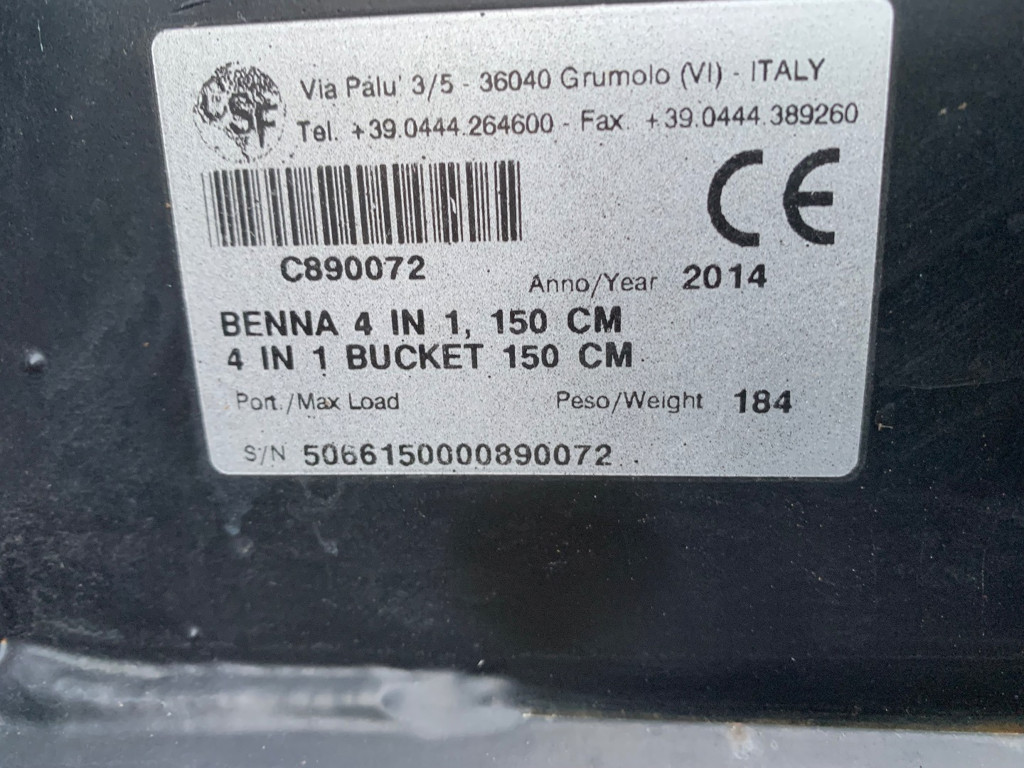 CSF
Via Palu' 3/5 - 36040 Grumolo (VI) - ITALY
Tel. +39.0444.264600 - Fax. +39.0444.389260
CE
C890072
Anno/Year 2014
BENNA 4 IN 1, 150 CM
4 IN 1 BUCKET 150 CM
Port./Max Load Peso/Weight 184
S/N 5066150000890072